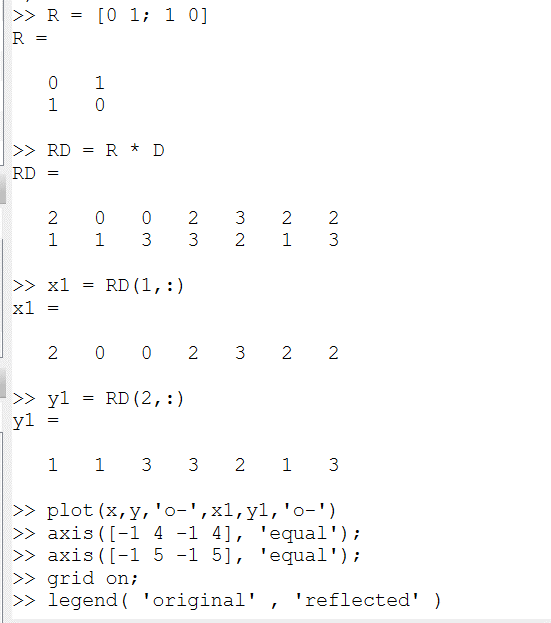 >> R = [0 1; 1 0]
R =
0 1
1 0
>> RD = R * D
RD =
2 0 0 2 3 2 2
1 1 3 3 2 1 3
>> x1 = RD(1,:)
x1 =
2 0 0 2 3 2 2
>> y1 = RD(2,:)
y1 =
1 1 3 3 2 1 3
>> plot(x,y,'o-',x1,y1,'o-')
>> axis([-1 4 -1 4], 'equal');
>> axis([-1 5 -1 5], 'equal');
>> grid on;
>> legend( 'original' , 'reflected' )